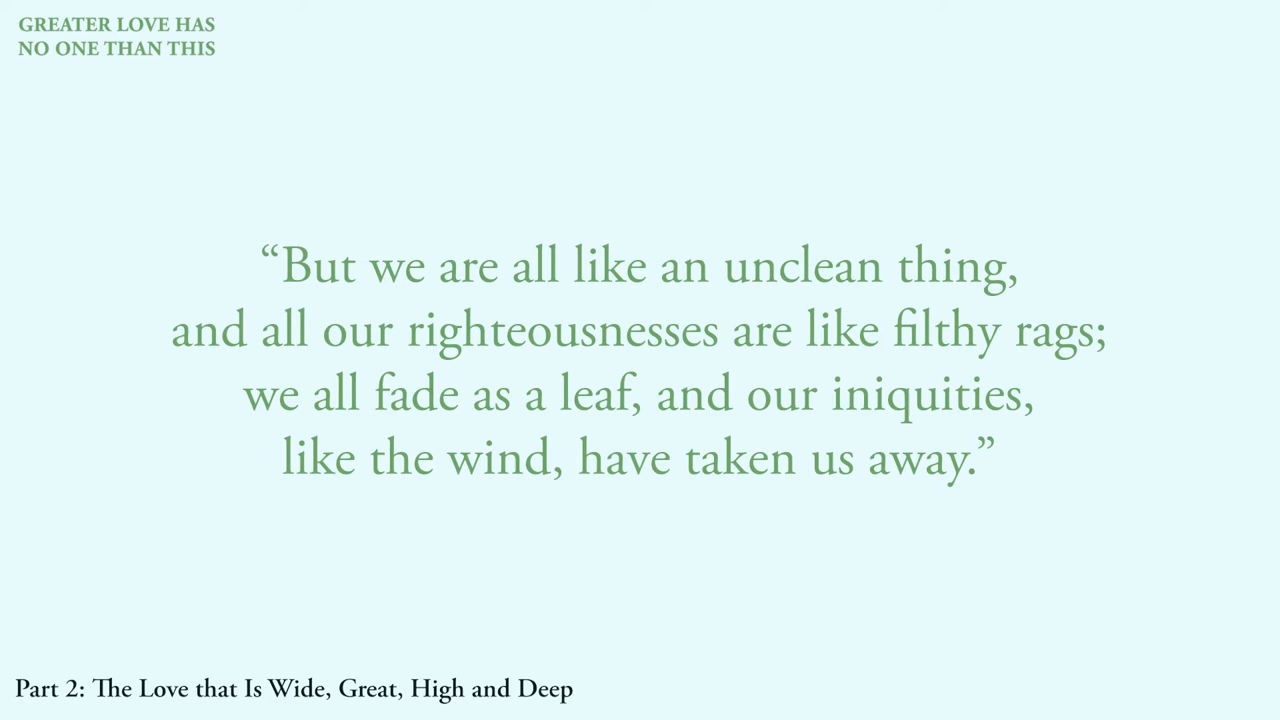 GREATER LOVE HAS
NO ONE THAN THIS
“But we are all like an unclean thing,
and all our righteousnesses are like filthy rags;
we all fade as a leaf, and our iniquities,
like the wind, have taken us away.”
Part 2: The Love that Is Wide, Great, High and Deep